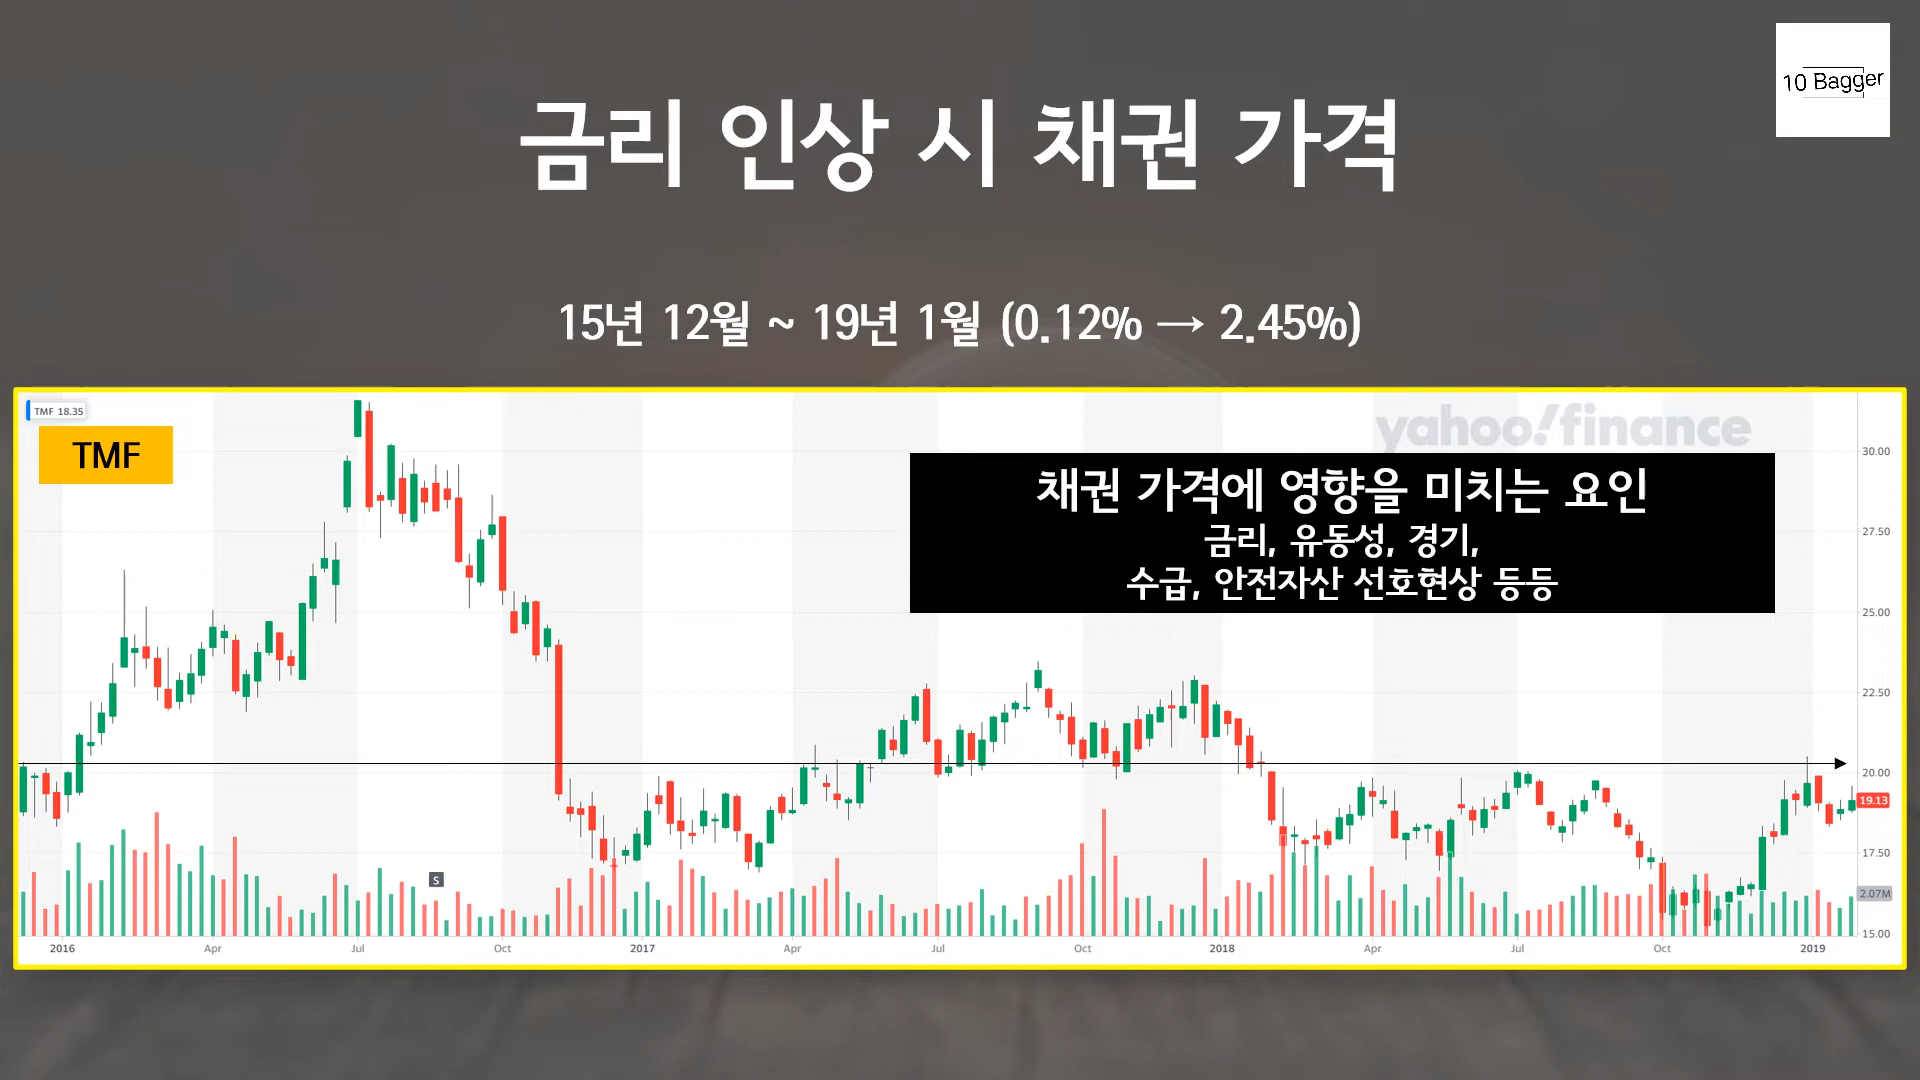 10 Bagger
금리 인상 시 채권 가격
15년 12월 ~ 19년 1월 (0.12% → 2.45%)
TMF 18.35
TMF
yahoo!finance
채권 가격에 영향을 미치는 요인
금리, 유동성, 경기,
수급, 안전자산 선호현상 등등
30.00
27.50
25.00
22.50
20.00
19.13
17.50
2.07M
15.00
S
2016 Apr Jul Oct 2017 Apr Jul Oct 2018 Apr Jul Oct 2019